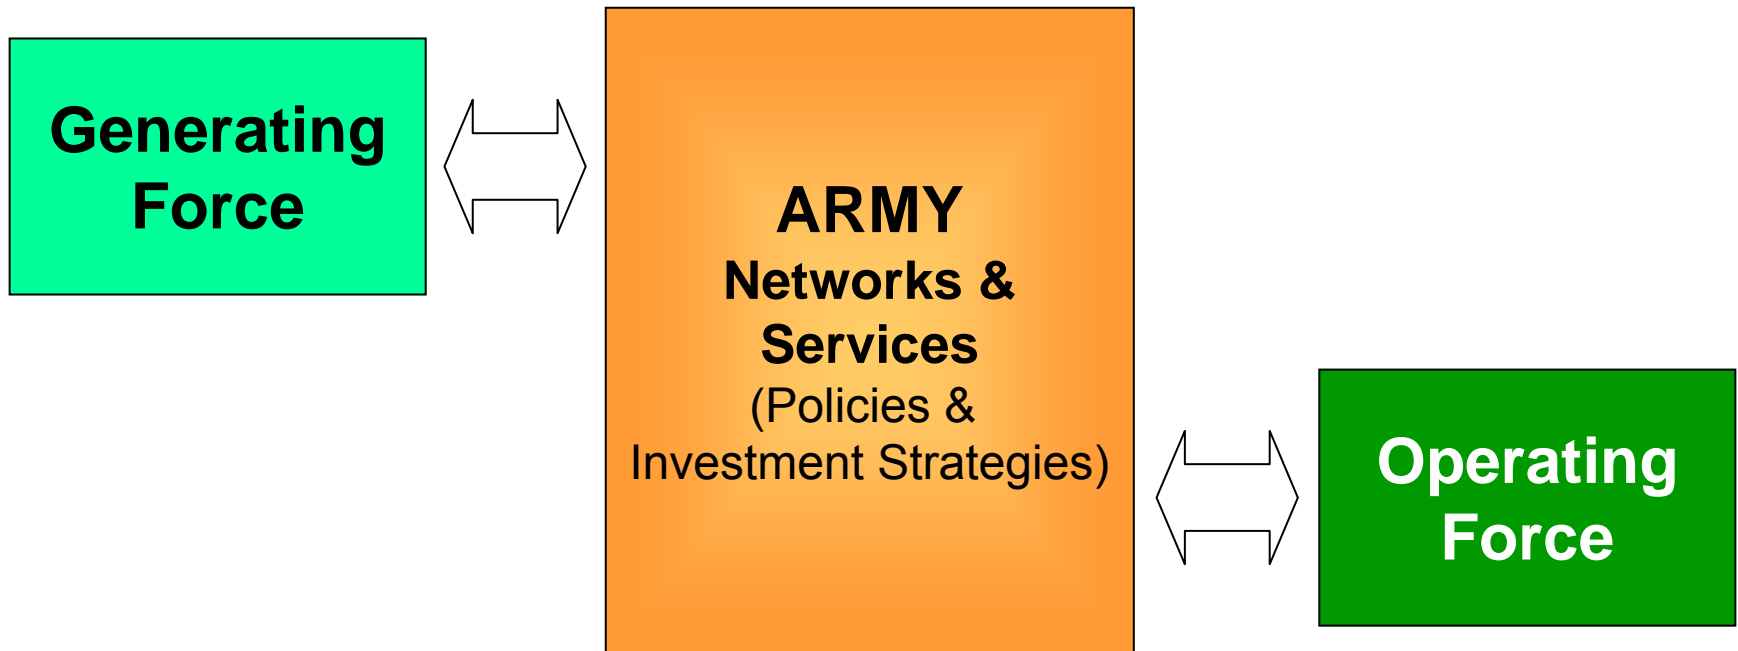 Generating
Force
ARMY
Networks &
Services
(Policies &
Investment Strategies)
Operating
Force